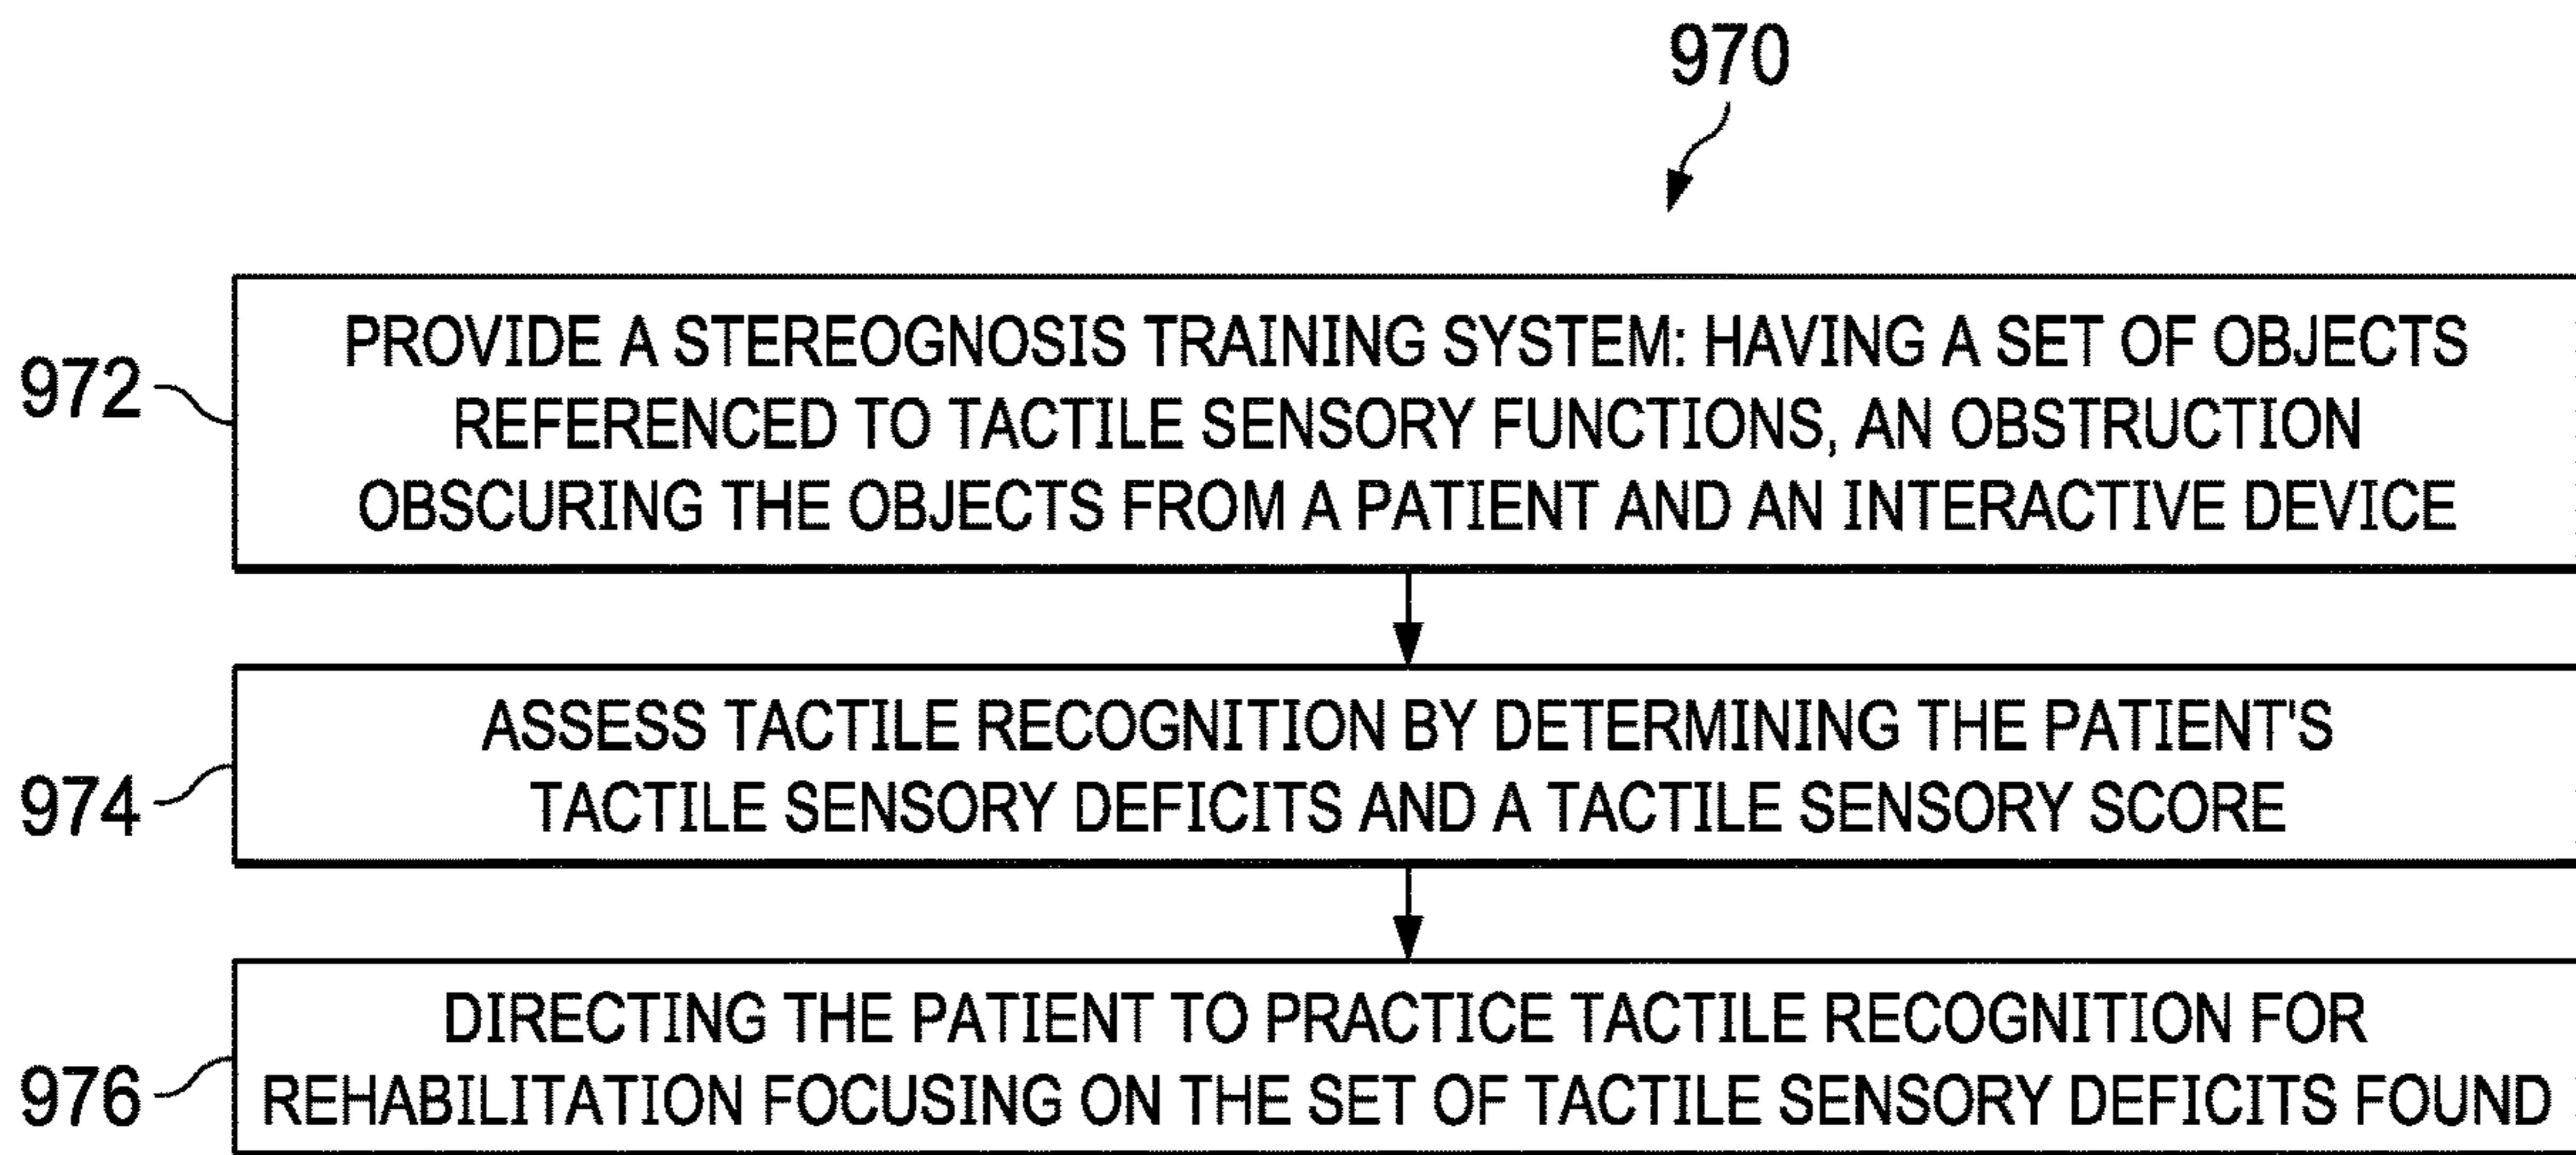 970
972
PROVIDE A STEREOGNOSIS TRAINING SYSTEM: HAVING A SET OF OBJECTS
REFERENCED TO TACTILE SENSORY FUNCTIONS, AN OBSTRUCTION
OBSCURING THE OBJECTS FROM A PATIENT AND AN INTERACTIVE DEVICE
974
ASSESS TACTILE RECOGNITION BY DETERMINING THE PATIENT'S
TACTILE SENSORY DEFICITS AND A TACTILE SENSORY SCORE
976
DIRECTING THE PATIENT TO PRACTICE TACTILE RECOGNITION FOR
REHABILITATION FOCUSING ON THE SET OF TACTILE SENSORY DEFICITS FOUND